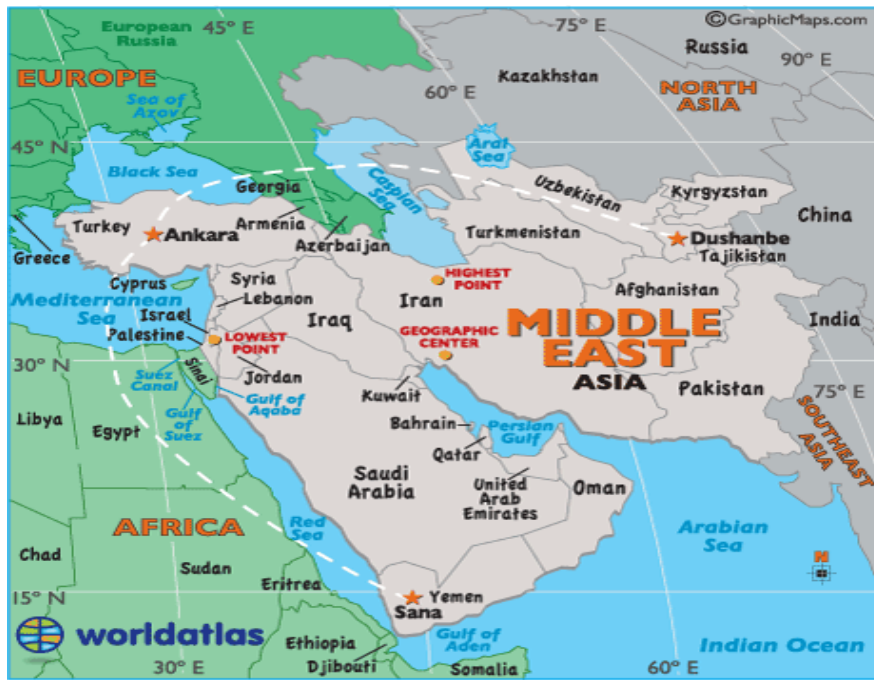 ©GraphicMaps.com
European
Russia
45° E
75° E
Russia
90° E
EUROPE
Kazakhstan
60° E
NORTH
ASIA
Sea of
Azov
45° N
Aral
Sea
Black Sea
Caspian
Sea
Georgia
Uzbekistan
Kyrgyzstan
China
Turkey
Ankara
Armenia
Azerbaijan
Turkmenistan
Dushanbe
Tajikistan
Greece
Cyprus
Syria
Lebanon
HIGHEST
POINT
Iran
Afghanistan
Mediterranean
Sea
Israel
Palestine
Iraq
MIDDLE
EAST
ASIA
India
LOWEST
POINT
GEOGRAPHIC
CENTER
30° N
Suez
Canal
Sinai
Jordan
Kuwait
Pakistan
75° E
Gulf of
Aqaba
Gulf
of
Suez
Libya
Egypt
Bahrain
Persian
Gulf
SOUTHEAST
ASIA
Qatar
Saudi
Arabia
United
Arab
Emirates
Oman
AFRICA
Red
Sea
Arabian
Sea
Chad
Sudan
Eritrea
N
15° N
Yemen
Sana
worldatlas
Ethiopia
Djibouti
Gulf of
Aden
Somalia
Indian Ocean
30° E
60° E